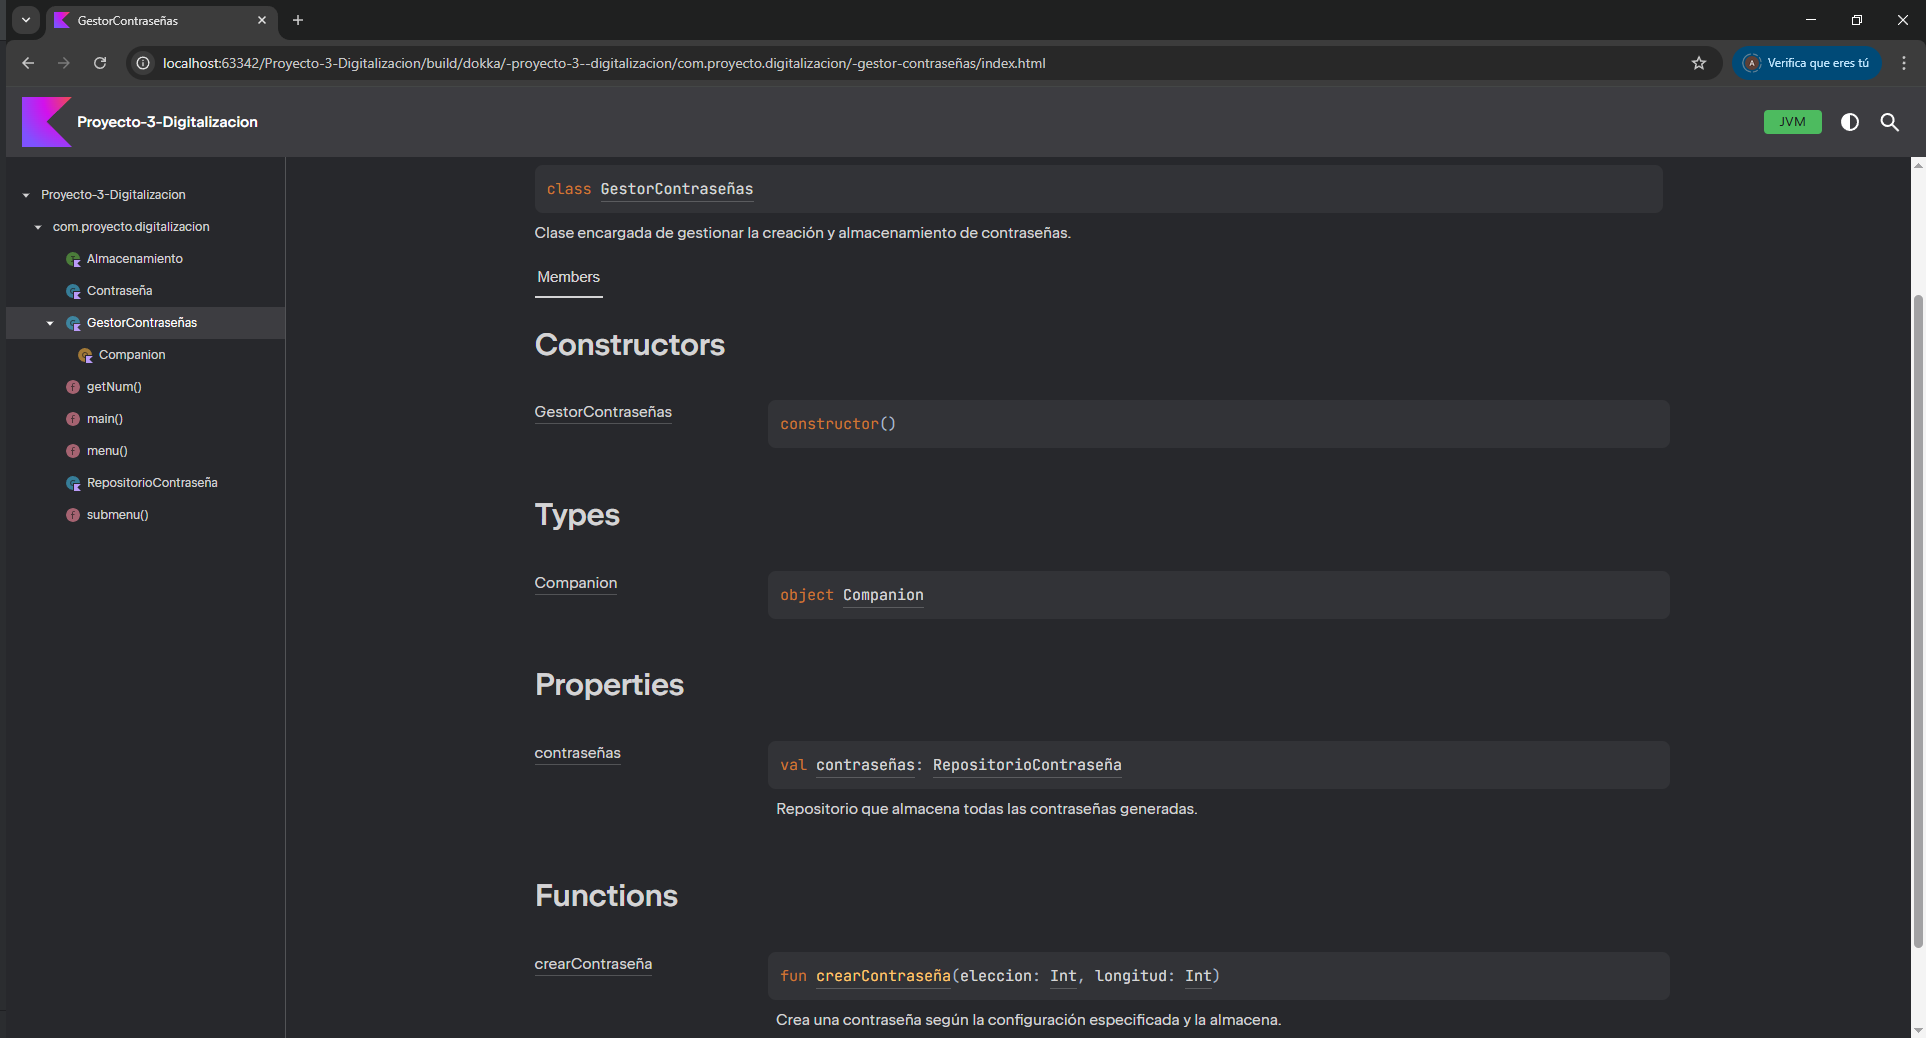 GestorContraseñas
localhost:63342/Proyecto-3-Digitalizacion/build/dokka/-proyecto-3--digitalizacion/com.proyecto.digitalizacion/-gestor-contraseñas/index.html
A
Verifica que eres tú
Proyecto-3-Digitalizacion
JVM
Proyecto-3-Digitalizacion
com.proyecto.digitalizacion
Almacenamiento
Contraseña
GestorContraseñas
Companion
f getNum()
f main()
f menu()
RepositorioContraseña
f submenu()
class GestorContraseñas
Clase encargada de gestionar la creación y almacenamiento de contraseñas.
Members
Constructors
GestorContraseñas
constructor()
Types
Companion
object Companion
Properties
contraseñas
val contraseñas: RepositorioContraseña
Repositorio que almacena todas las contraseñas generadas.
Functions
crearContraseña
fun crearContraseña(eleccion: Int, longitud: Int)
Crea una contraseña según la configuración especificada y la almacena.